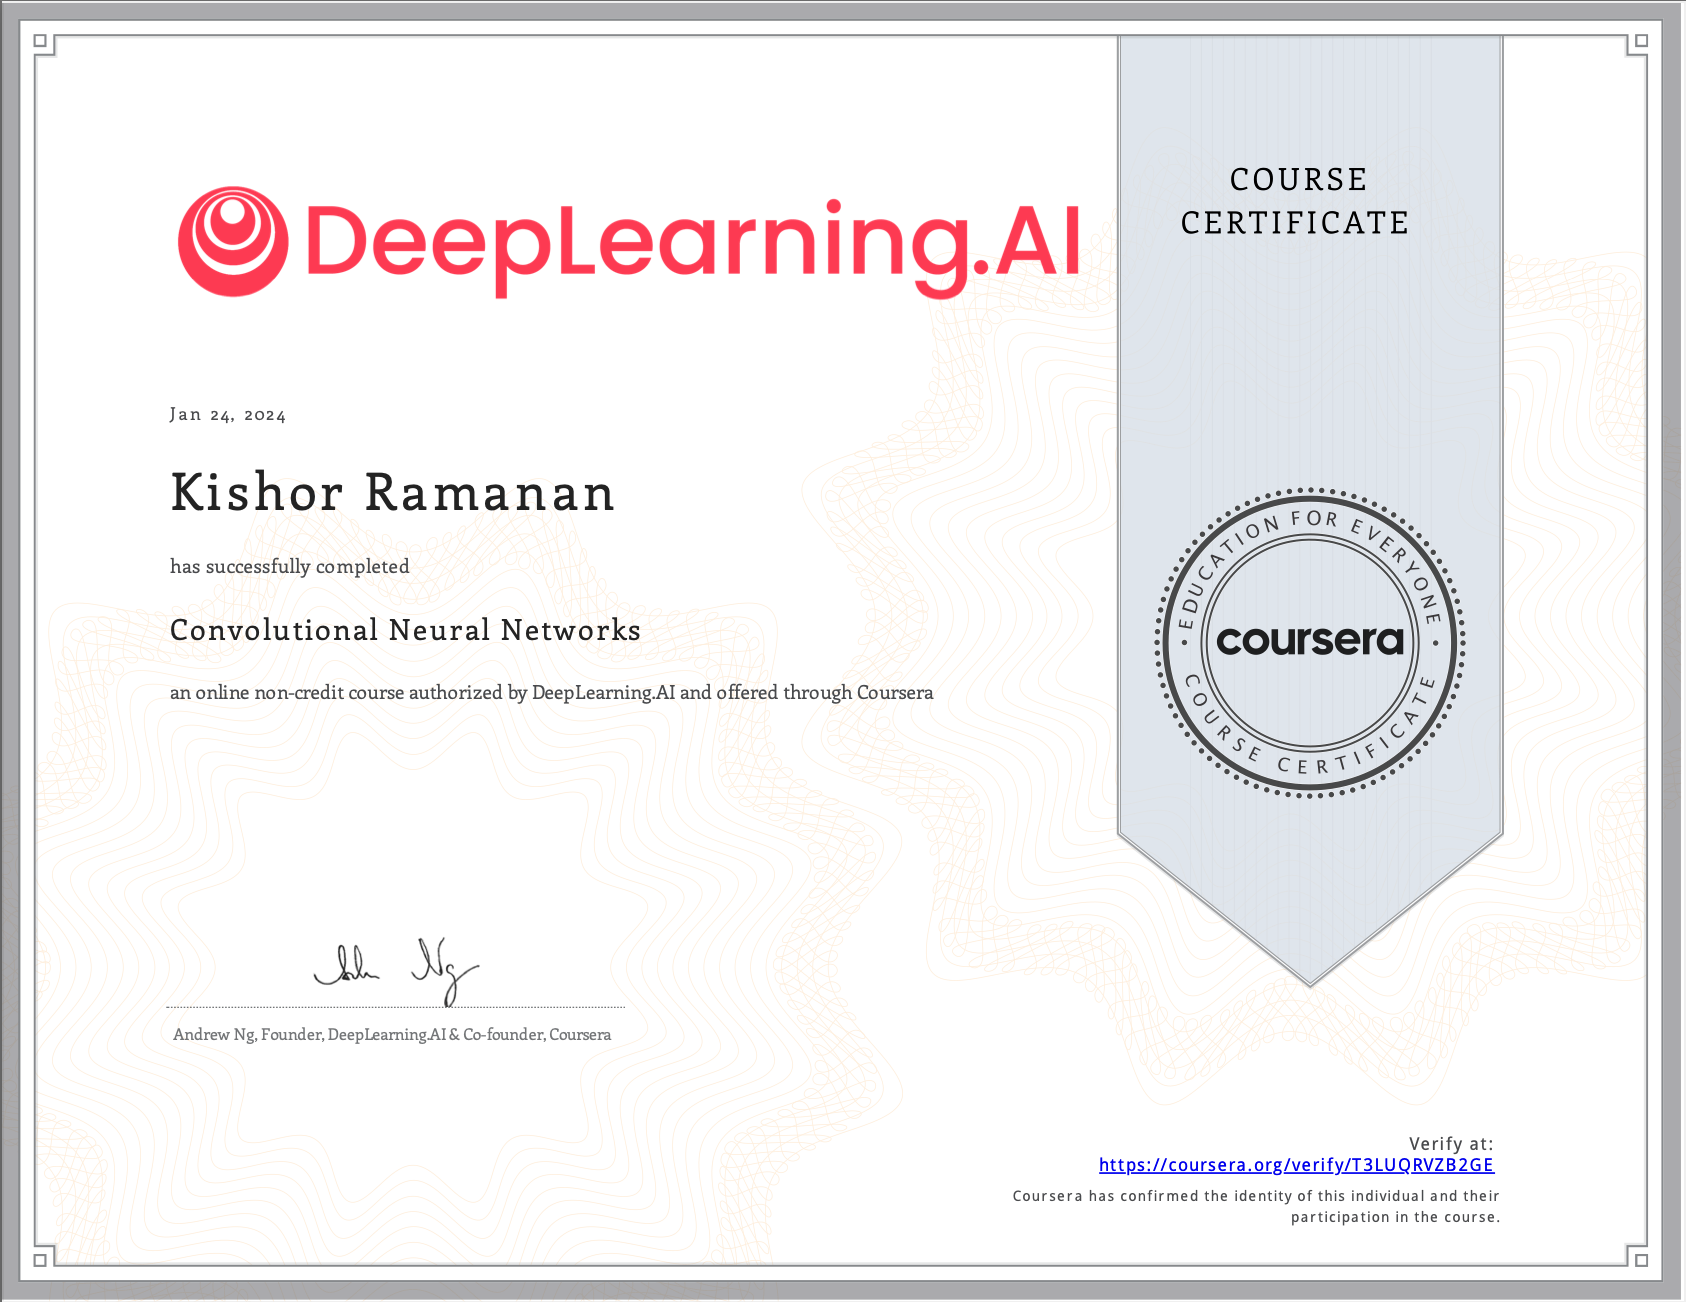 DeepLearning.AI
COURSE
CERTIFICATE
Jan 24, 2024
Kishor Ramanan
has successfully completed
Convolutional Neural Networks
an online non-credit course authorized by DeepLearning.AI and offered through Coursera
EDUCATION FOR EVERYONE
coursera
COURSE CERTIFICATE
Andrew Ng, Founder, DeepLearning.AI & Co-founder, Coursera
Verify at:
https://coursera.org/verify/T3LUQRVZB2GE
Coursera has confirmed the identity of this individual and their
participation in the course.